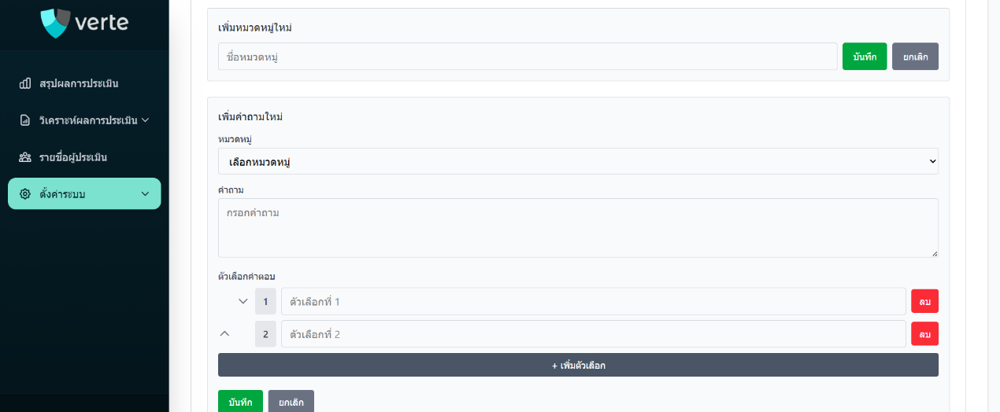 verte
สรุปผลการประเมิน
วิเคราะห์ผลการประเมิน
รายชื่อผู้ประเมิน
ตั้งค่าระบบ
เพิ่มหมวดหมู่ใหม่
ชื่อหมวดหมู่
บันทึก
ยกเลิก
เพิ่มคำถามใหม่
หมวดหมู่
เลือกหมวดหมู่
คำถาม
กรอกคำถาม
ตัวเลือกคำตอบ
1
ตัวเลือกที่ 1
ลบ
2
ตัวเลือกที่ 2
ลบ
+ เพิ่มตัวเลือก
บันทึก
ยกเลิก